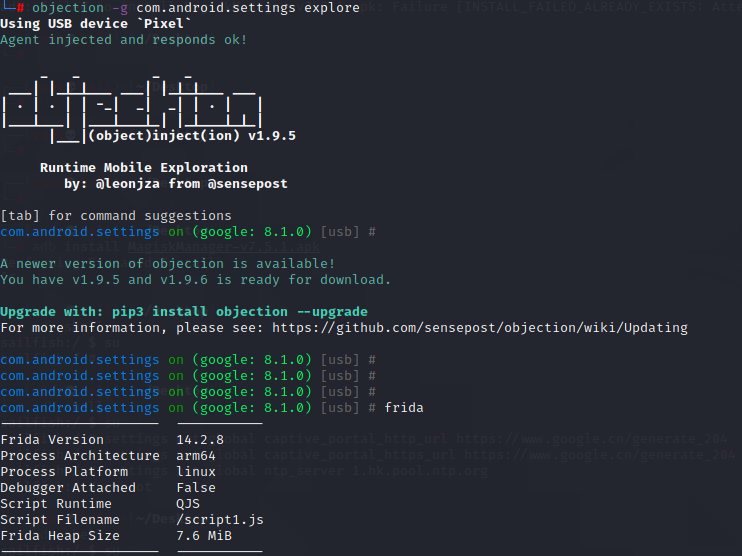 # objection -g com.android.settings explore
Using USB device `Pixel`
Agent injected and responds ok!
|___|(object)inject(ion) v1.9.5
Runtime Mobile Exploration
by: @leonjza from @sensepost
[tab] for command suggestions
com.android.settings on (google: 8.1.0) [usb] #
A newer version of objection is available!
You have v1.9.5 and v1.9.6 is ready for download.
Upgrade with: pip3 install objection --upgrade
For more information, please see: https://github.com/sensepost/objection/wiki/Updating
com.android.settings on (google: 8.1.0) [usb] #
com.android.settings on (google: 8.1.0) [usb] #
com.android.settings on (google: 8.1.0) [usb] #
com.android.settings on (google: 8.1.0) [usb] # frida
Frida Version 14.2.8
Process Architecture arm64
Process Platform linux
Debugger Attached False
Script Runtime QJS
Script Filename /script1.js
Frida Heap Size 7.6 MiB